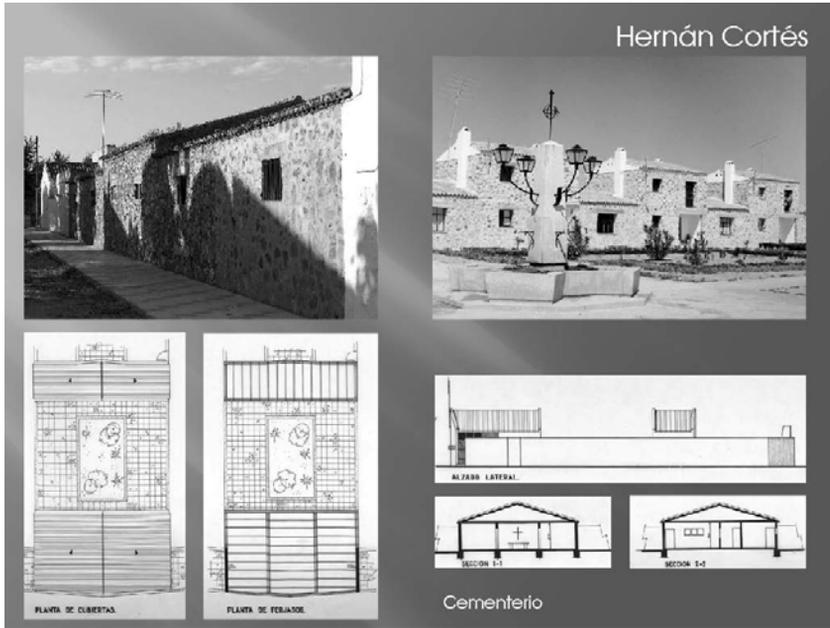 Hernán Cortés
ALZADO LATERAL.
SECCION 1-1
SECCION 2-2
PLANTA DE CUBIERTAS.
PLANTA DE FORJADOS.
Cementerio